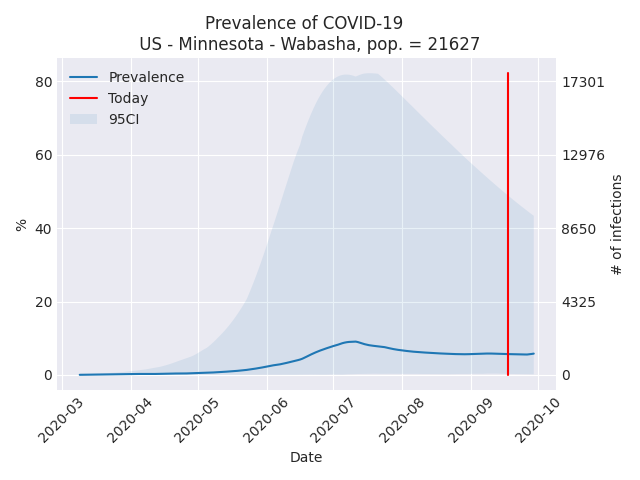 Prevalence of COVID-19
US - Minnesota - Wabasha, pop. = 21627
Prevalence
Today
95CI
80
60
40
20
0
%
17301
12976
8650
4325
0
# of infections
2020-03
2020-04
2020-05
2020-06
2020-07
2020-08
2020-09
2020-10
Date